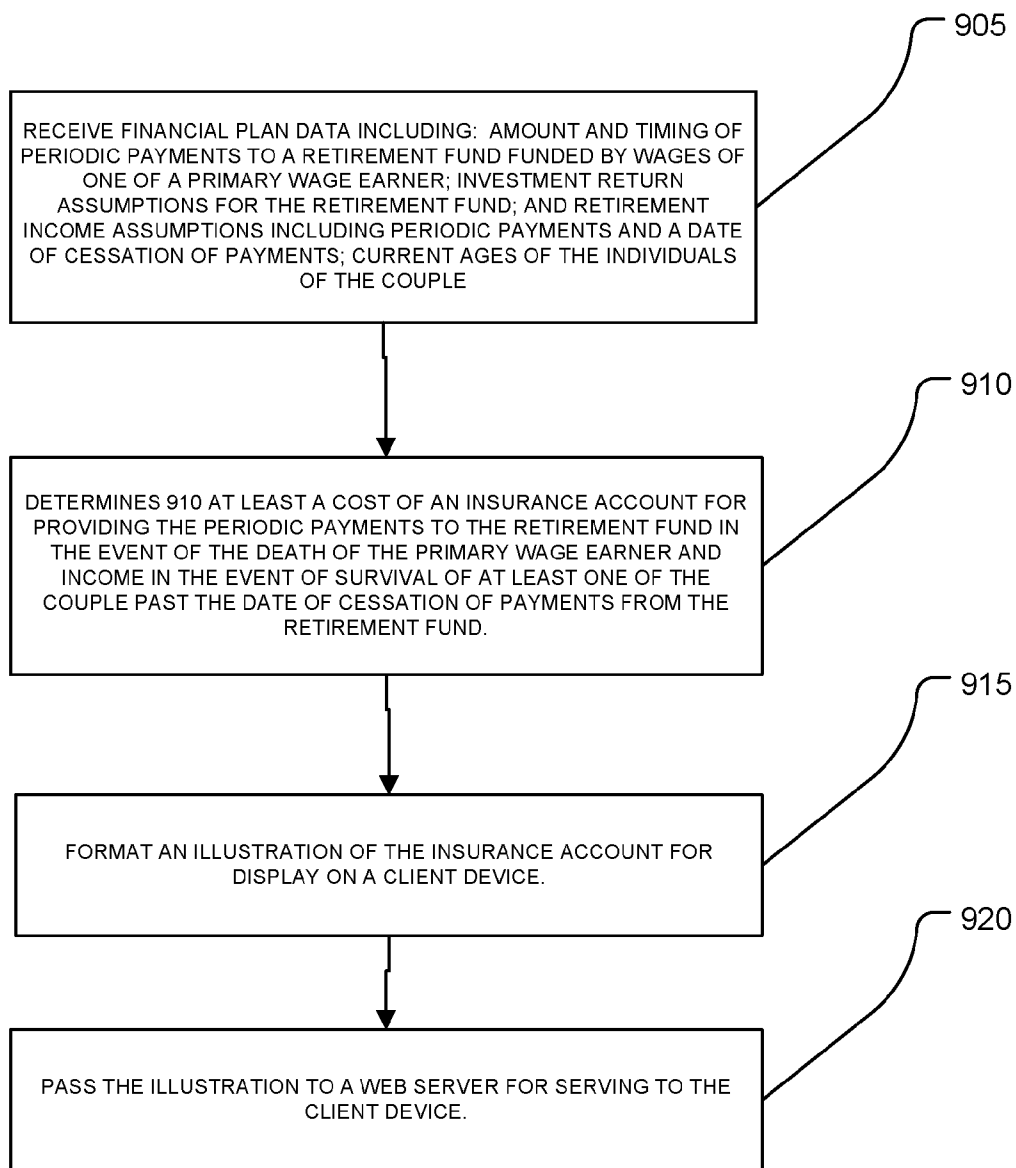 905
RECEIVE FINANCIAL PLAN DATA INCLUDING: AMOUNT AND TIMING OF
PERIODIC PAYMENTS TO A RETIREMENT FUND FUNDED BY WAGES OF
ONE OF A PRIMARY WAGE EARNER; INVESTMENT RETURN
ASSUMPTIONS FOR THE RETIREMENT FUND; AND RETIREMENT
INCOME ASSUMPTIONS INCLUDING PERIODIC PAYMENTS AND A DATE
OF CESSATION OF PAYMENTS; CURRENT AGES OF THE INDIVIDUALS
OF THE COUPLE
910
DETERMINES 910 AT LEAST A COST OF AN INSURANCE ACCOUNT FOR
PROVIDING THE PERIODIC PAYMENTS TO THE RETIREMENT FUND IN
THE EVENT OF THE DEATH OF THE PRIMARY WAGE EARNER AND
INCOME IN THE EVENT OF SURVIVAL OF AT LEAST ONE OF THE
COUPLE PAST THE DATE OF CESSATION OF PAYMENTS FROM THE
RETIREMENT FUND.
915
FORMAT AN ILLUSTRATION OF THE INSURANCE ACCOUNT FOR
DISPLAY ON A CLIENT DEVICE.
920
PASS THE ILLUSTRATION TO A WEB SERVER FOR SERVING TO THE
CLIENT DEVICE.